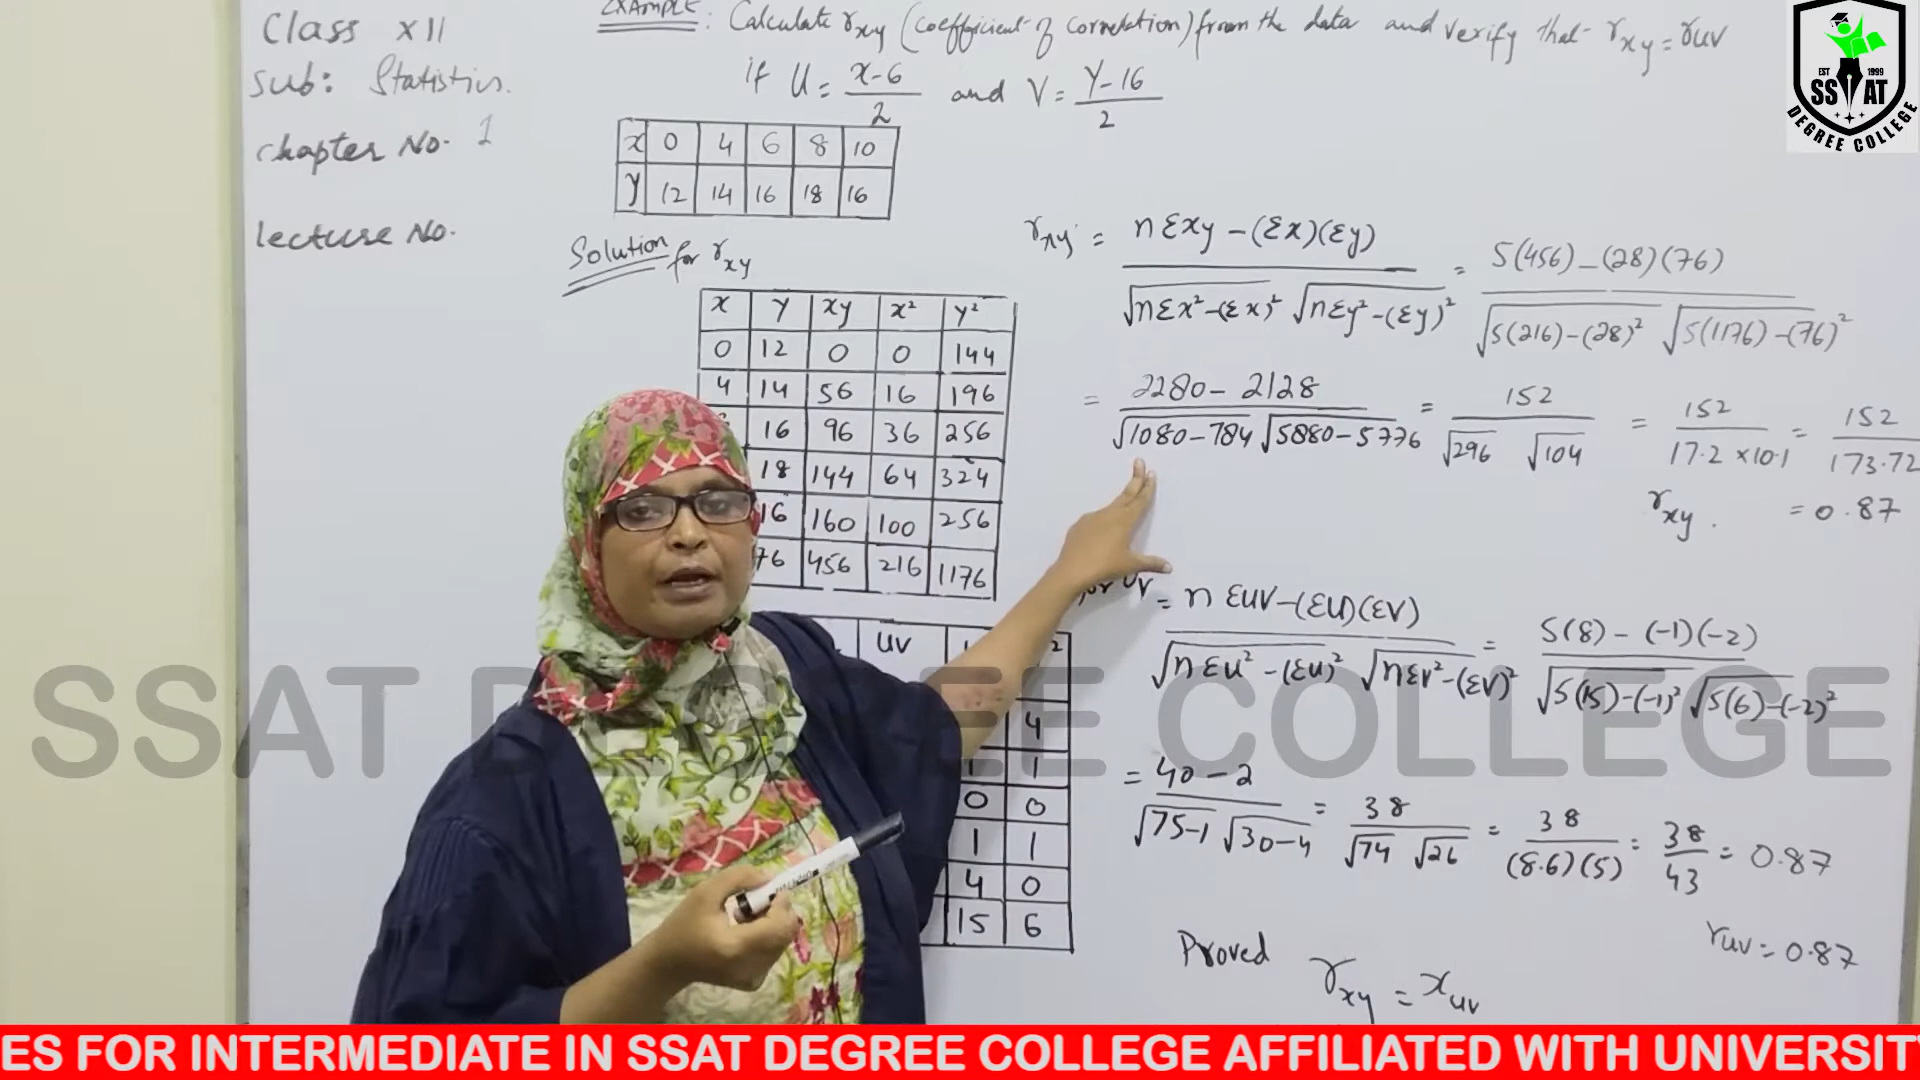 Class XII
Sub: Statistics.
Chapter No. 1
lecture No.
EXAMPLE: Calculate rxy (coefficient of correlation) from the data and verify that rxy = ruv
if U = x-6/2 and V = Y-16/2
x 0 4 6 8 10
Y 12 14 16 18 16
Solution for rxy
x Y xy x² Y²
0 12 0 0 144
4 14 56 16 196
16 96 36 256
18 144 64 324
16 160 100 256
76 456 216 1176
uv ²
4
1 1
0 0
1 1
4 0
15 6
rxy = nΣxy-(Σx)(Σy) / √nΣx²-(Σx)² √nΣy²-(Σy)² = 5(456)-(28)(76) / √5(216)-(28)² √5(1176)-(76)²
= 2280-2128 / √1080-784 √5880-5776 = 152 / √296 √104 = 152 / 17.2×10.1 = 152 / 173.72
rxy. = 0.87
for UV = nΣUV-(ΣU)(ΣV) / √nΣU²-(ΣU)² √nΣV²-(ΣV)² = 5(8)-(-1)(-2) / √5(15)-(-1)² √5(6)-(-2)²
= 40-2 / √75-1 √30-4 = 38 / √74 √26 = 38 / (8.6)(5) = 38 / 43 = 0.87
ruv = 0.87
Proved rxy = xuv
EST 1999
SSAT
DEGREE COLLEGE
SSAT DEGREE COLLEGE
ES FOR INTERMEDIATE IN SSAT DEGREE COLLEGE AFFILIATED WITH UNIVERSIT